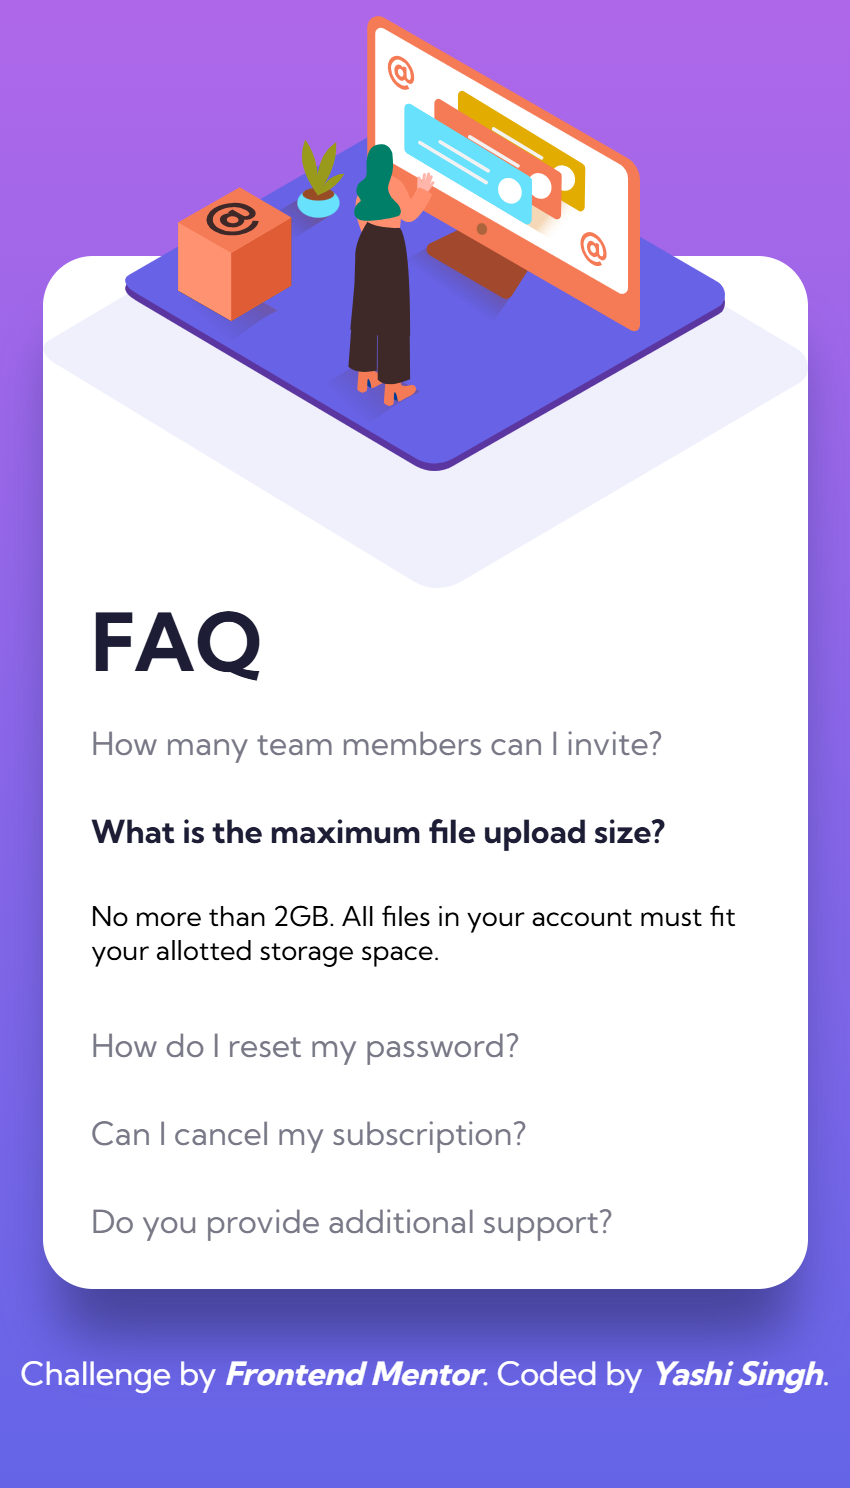 @
@
@
FAQ
How many team members can I invite?
What is the maximum file upload size?
No more than 2GB. All files in your account must fit
your allotted storage space.
How do I reset my password?
Can I cancel my subscription?
Do you provide additional support?
Challenge by Frontend Mentor. Coded by Yashi Singh.